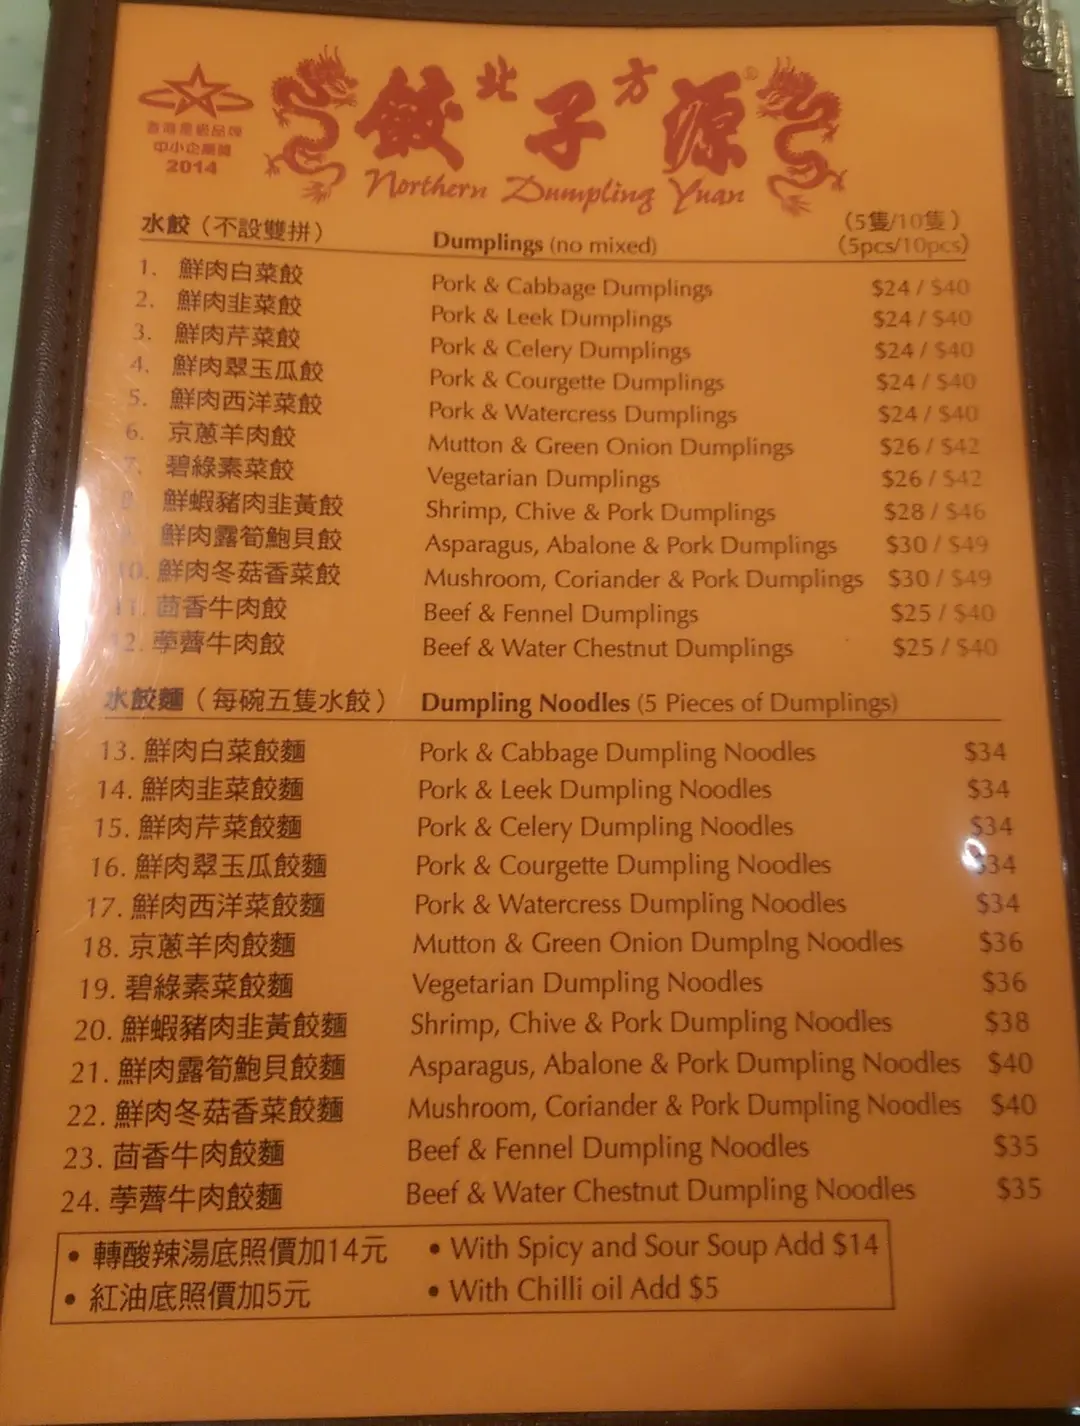 北方
餃子源®
Northern Dumpling Yuan
香港星級品牌
中小企業獎
2014
水餃（不設雙拼） Dumplings (no mixed) （5隻/10隻）
(5pcs/10pcs)
1. 鮮肉白菜餃 Pork & Cabbage Dumplings $24 / $40
2. 鮮肉韭菜餃 Pork & Leek Dumplings $24 / $40
3. 鮮肉芹菜餃 Pork & Celery Dumplings $24 / $40
4. 鮮肉翠玉瓜餃 Pork & Courgette Dumplings $24 / $40
5. 鮮肉西洋菜餃 Pork & Watercress Dumplings $24 / $40
6. 京蔥羊肉餃 Mutton & Green Onion Dumplings $26 / $42
7. 碧綠素菜餃 Vegetarian Dumplings $26 / $42
8. 鮮蝦豬肉韭黃餃 Shrimp, Chive & Pork Dumplings $28 / $46
鮮肉露筍鮑貝餃 Asparagus, Abalone & Pork Dumplings $30 / $49
10. 鮮肉冬菇香菜餃 Mushroom, Coriander & Pork Dumplings $30 / $49
11. 茴香牛肉餃 Beef & Fennel Dumplings $25 / $40
12. 葶薺牛肉餃 Beef & Water Chestnut Dumplings $25 / $40
水餃麵（每碗五隻水餃） Dumpling Noodles (5 Pieces of Dumplings)
13. 鮮肉白菜餃麵 Pork & Cabbage Dumpling Noodles $34
14. 鮮肉韭菜餃麵 Pork & Leek Dumpling Noodles $34
15. 鮮肉芹菜餃麵 Pork & Celery Dumpling Noodles $34
16. 鮮肉翠玉瓜餃麵 Pork & Courgette Dumpling Noodles $34
17. 鮮肉西洋菜餃麵 Pork & Watercress Dumpling Noodles $34
18. 京蔥羊肉餃麵 Mutton & Green Onion Dumplng Noodles $36
19. 碧綠素菜餃麵 Vegetarian Dumpling Noodles $36
20. 鮮蝦豬肉韭黃餃麵 Shrimp, Chive & Pork Dumpling Noodles $38
21. 鮮肉露筍鮑貝餃麵 Asparagus, Abalone & Pork Dumpling Noodles $40
22. 鮮肉冬菇香菜餃麵 Mushroom, Coriander & Pork Dumpling Noodles $40
23. 茴香牛肉餃麵 Beef & Fennel Dumpling Noodles $35
24. 葶薺牛肉餃麵 Beef & Water Chestnut Dumpling Noodles $35
• 轉酸辣湯底照價加14元 • With Spicy and Sour Soup Add $14
• 紅油底照價加5元 • With Chilli oil Add $5